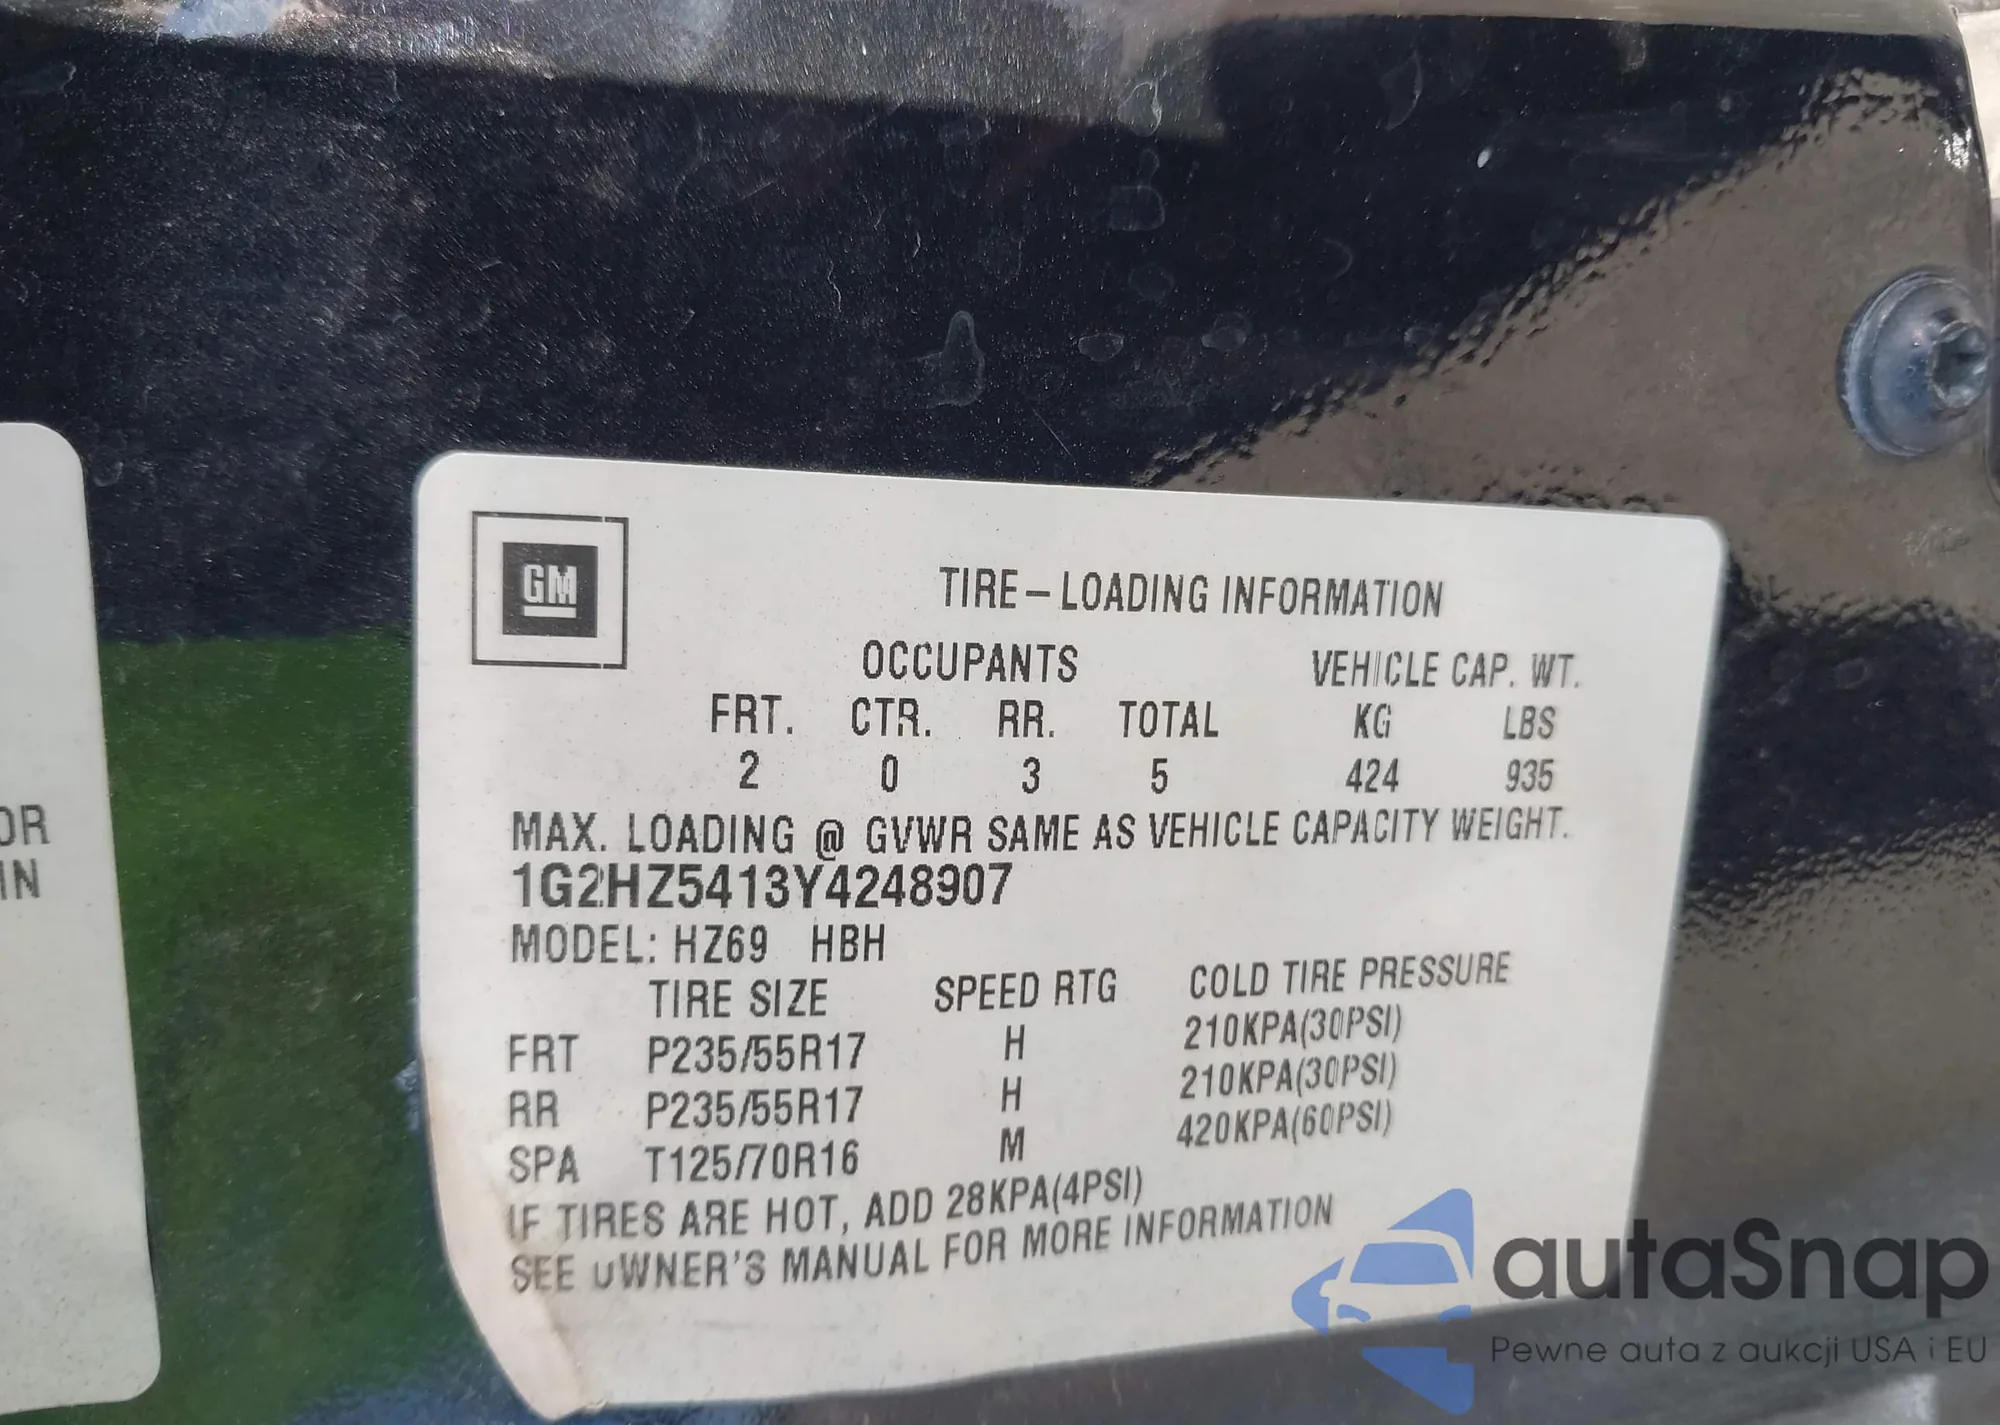 GM
TIRE-LOADING INFORMATION
OCCUPANTS VEHICLE CAP. WT.
FRT. CTR. RR. TOTAL KG LBS
2 0 3 5 424 935
MAX. LOADING @ GVWR SAME AS VEHICLE CAPACITY WEIGHT.
1G2HZ5413Y4248907
MODEL: HZ69 HBH
TIRE SIZE SPEED RTG COLD TIRE PRESSURE
FRT P235/55R17 H 210KPA(30PSI)
RR P235/55R17 H 210KPA(30PSI)
SPA T125/70R16 M 420KPA(60PSI)
IF TIRES ARE HOT, ADD 28KPA(4PSI)
SEE OWNER'S MANUAL FOR MORE INFORMATION
OR
IN
autaSnap
Pewne auta z aukcji USA i EU